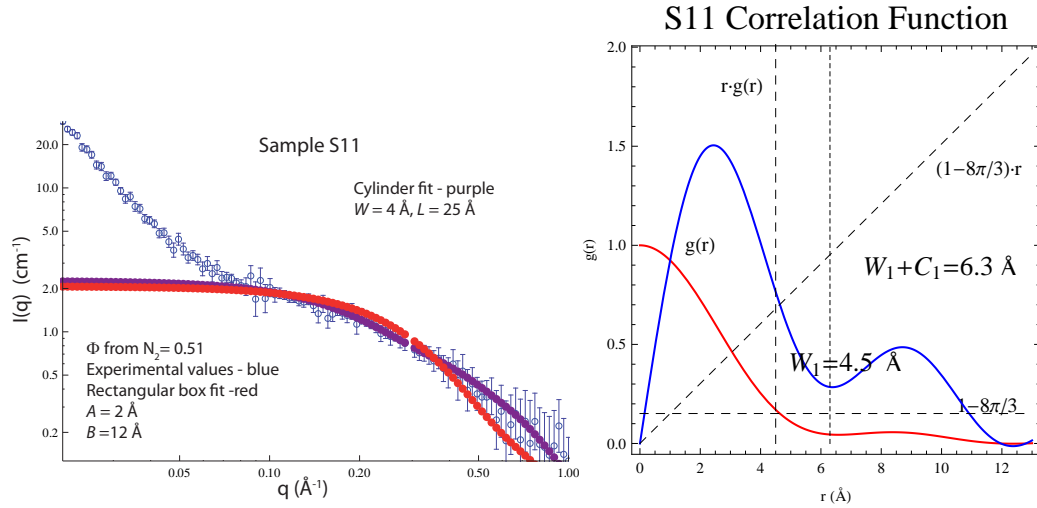 Sample S11
Cylinder fit - purple
W = 4 Å, L = 25 Å
Φ from N₂= 0.51
Experimental values - blue
Rectangular box fit -red
A = 2 Å
B =12 Å
I(q) (cm⁻¹)
20.0
10.0
5.0
2.0
1.0
0.5
0.2
0.05
0.10
0.20
0.50
1.00
q (Å⁻¹)
S11 Correlation Function
r·g(r)
(1−8π/3)·r
g(r)
W₁+C₁=6.3 Å
W₁=4.5 Å
1−8π/3
g(r)
2.0
1.5
1.0
0.5
0.0
0
2
4
6
8
10
12
r (Å)